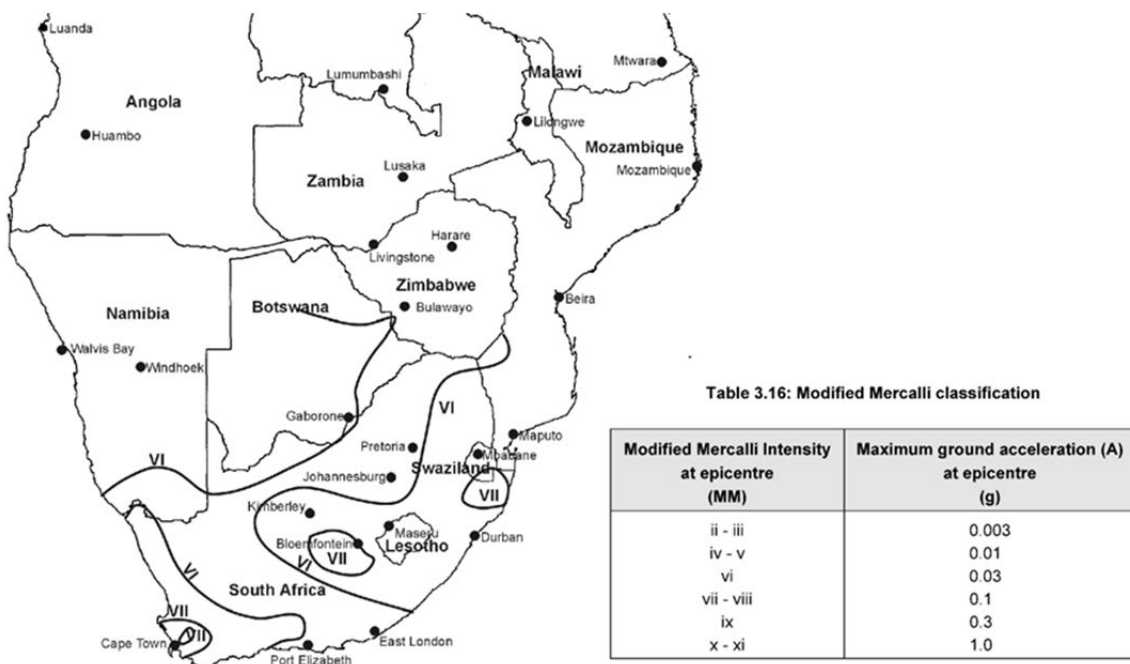 Luanda
Angola
Huambo
Lumumbashi
Malawi
Mtwara
Lilongwe
Mozambique
Mozambique
Lusaka
Zambia
Harare
Livingstone
Zimbabwe
Bulawayo
Beira
Botswana
Namibia
Walvis Bay
Windhoek
Gaborone
VI
Pretoria
Maputo
Mbabane
Swaziland
Johannesburg
VI
VII
Kimberley
Maseru
Lesotho
Durban
Bloemfontein
VII
VI
VI
South Africa
VII
VII
Cape Town
East London
Port Elizabeth
Table 3.16: Modified Mercalli classification
Modified Mercalli Intensity
at epicentre
(MM)
Maximum ground acceleration (A)
at epicentre
(g)
ii - iii 0.003
iv - v 0.01
vi 0.03
vii - viii 0.1
ix 0.3
x - xi 1.0